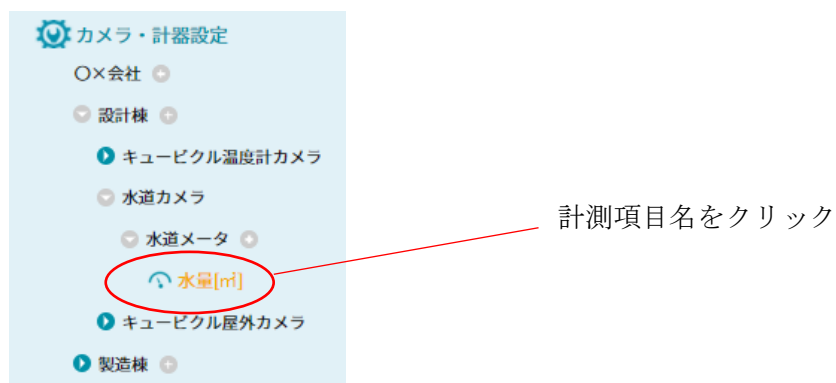 カメラ・計器設定
〇×会社
設計棟
キュービクル温度計カメラ
水道カメラ
水道メータ
水量[㎥]
キュービクル屋外カメラ
製造棟
計測項目名をクリック